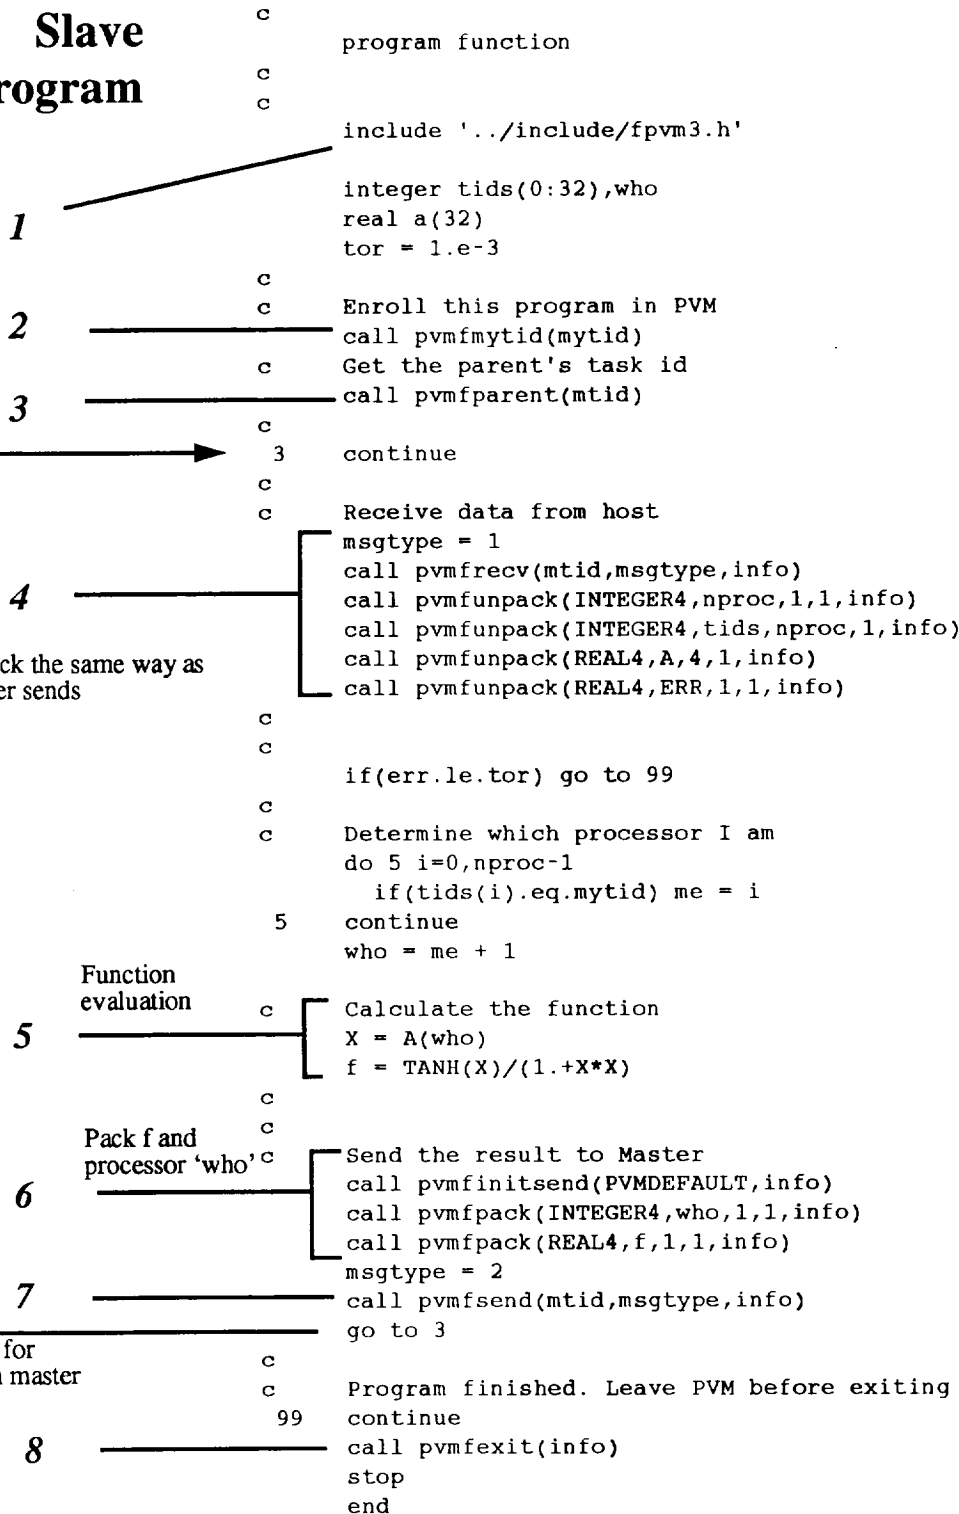 c
Slave
program function
c
rogram
c
include '../include/fpvm3.h'
integer tids(0:32),who
1
real a(32)
tor = 1.e-3
c
c Enroll this program in PVM
2
call pvmfmytid(mytid)
c Get the parent's task id
3
call pvmfparent(mtid)
c
3 continue
c
c Receive data from host
msgtype = 1
call pvmfrecv(mtid,msgtype,info)
4
call pvmfunpack(INTEGER4,nproc,1,1,info)
call pvmfunpack(INTEGER4,tids,nproc,1,info)
ck the same way as
call pvmfunpack(REAL4,A,4,1,info)
er sends
call pvmfunpack(REAL4,ERR,1,1,info)
c
c
if(err.le.tor) go to 99
c
c Determine which processor I am
do 5 i=0,nproc-1
if(tids(i).eq.mytid) me = i
5 continue
who = me + 1
Function
evaluation
c Calculate the function
5
X = A(who)
f = TANH(X)/(1.+X*X)
c
c
Pack f and
processor ‘who’
c Send the result to Master
6
call pvmfinitsend(PVMDEFAULT,info)
call pvmfpack(INTEGER4,who,1,1,info)
call pvmfpack(REAL4,f,1,1,info)
msgtype = 2
7
call pvmfsend(mtid,msgtype,info)
go to 3
for
c
master
c Program finished. Leave PVM before exiting
99 continue
8
call pvmfexit(info)
stop
end